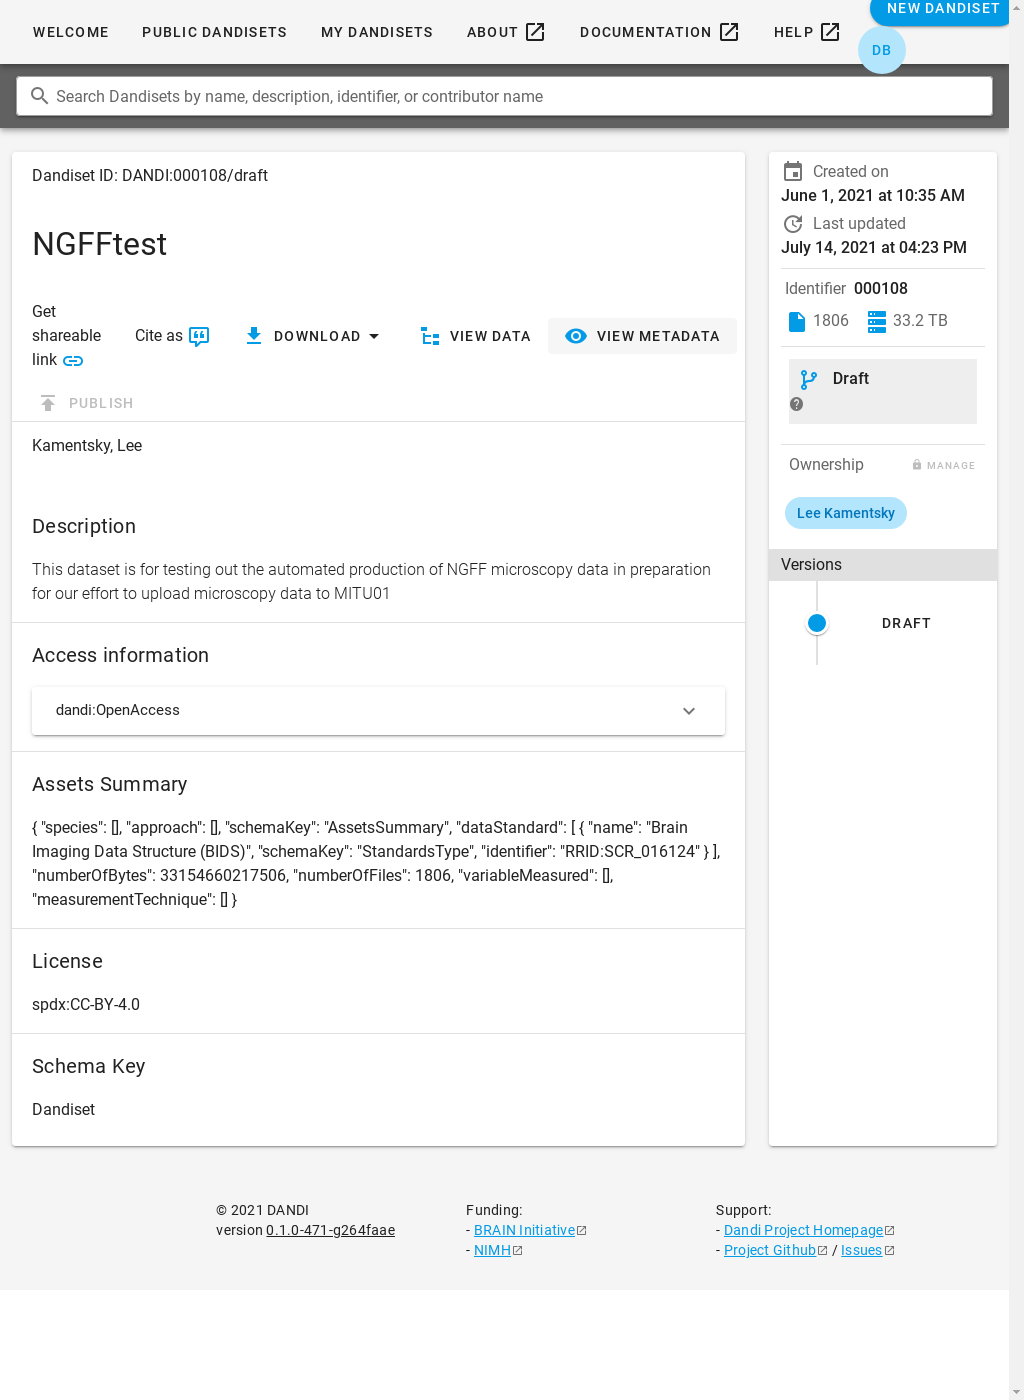 WELCOME PUBLIC DANDISETS MY DANDISETS ABOUT DOCUMENTATION HELP NEW DANDISET
DB
Search Dandisets by name, description, identifier, or contributor name
Dandiset ID: DANDI:000108/draft
NGFFtest
Get
shareable
link
Cite as
DOWNLOAD
VIEW DATA
VIEW METADATA
PUBLISH
Kamentsky, Lee
Description
This dataset is for testing out the automated production of NGFF microscopy data in preparation
for our effort to upload microscopy data to MITU01
Access information
dandi:OpenAccess
Assets Summary
{ "species": [], "approach": [], "schemaKey": "AssetsSummary", "dataStandard": [ { "name": "Brain
Imaging Data Structure (BIDS)", "schemaKey": "StandardsType", "identifier": "RRID:SCR_016124" } ],
"numberOfBytes": 33154660217506, "numberOfFiles": 1806, "variableMeasured": [],
"measurementTechnique": [] }
License
spdx:CC-BY-4.0
Schema Key
Dandiset
Created on
June 1, 2021 at 10:35 AM
Last updated
July 14, 2021 at 04:23 PM
Identifier 000108
1806 33.2 TB
Draft
Ownership MANAGE
Lee Kamentsky
Versions
DRAFT
© 2021 DANDI
version 0.1.0-471-g264faae
Funding:
- BRAIN Initiative
- NIMH
Support:
- Dandi Project Homepage
- Project Github / Issues